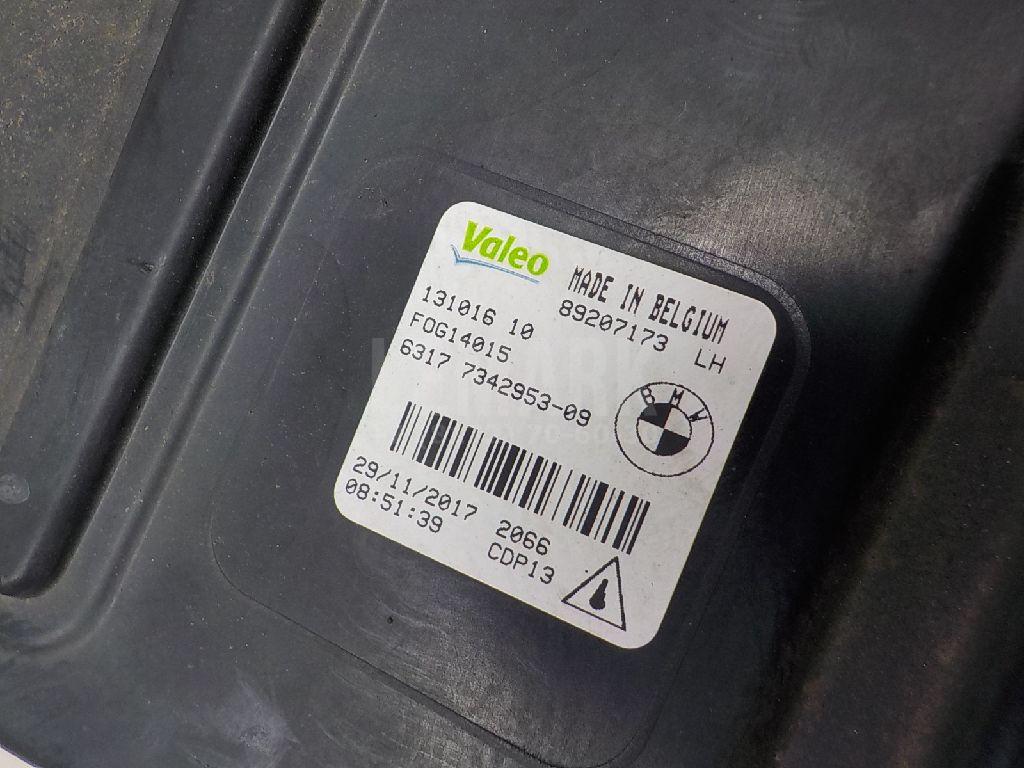 Valeo
MADE IN BELGIUM
131016 10
89207173 LH
FOG14015
6317 7342953-09
BMW
29/11/2017 2066
08:51:39 CDP13